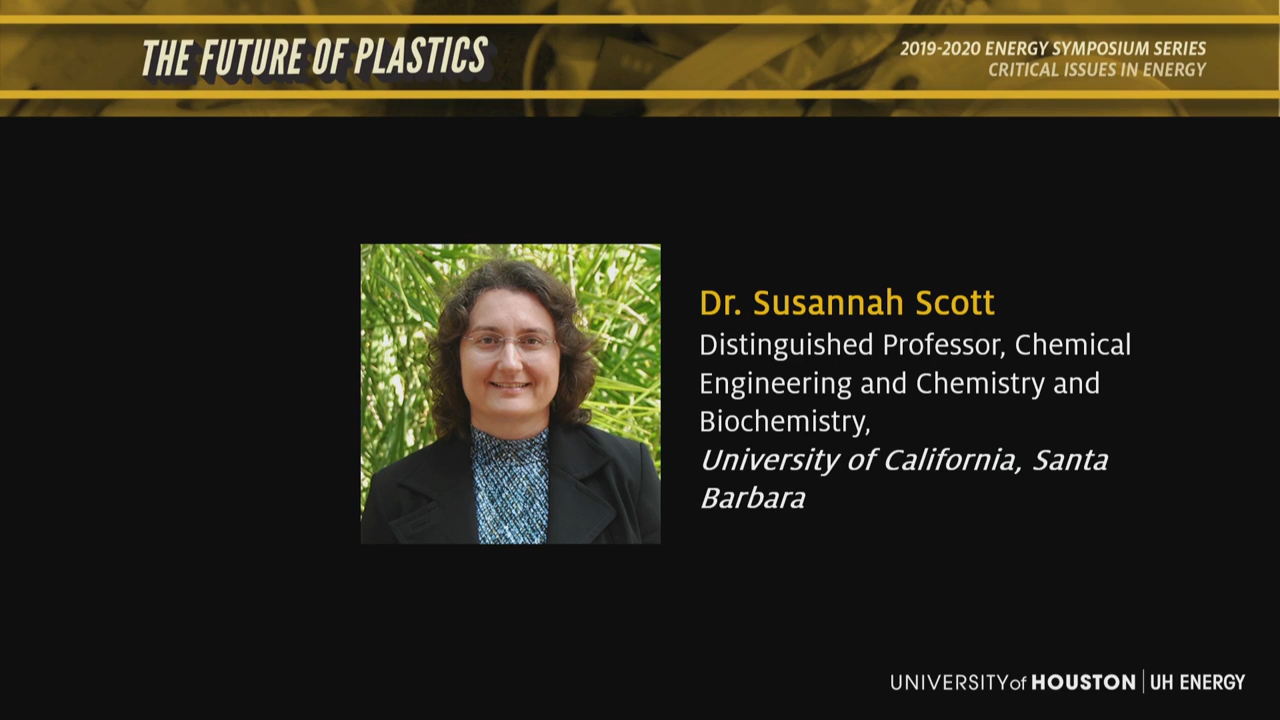 THE FUTURE OF PLASTICS
2019-2020 ENERGY SYMPOSIUM SERIES
CRITICAL ISSUES IN ENERGY
Dr. Susannah Scott
Distinguished Professor, Chemical
Engineering and Chemistry and
Biochemistry,
University of California, Santa
Barbara
UNIVERSITY of HOUSTON | UH ENERGY